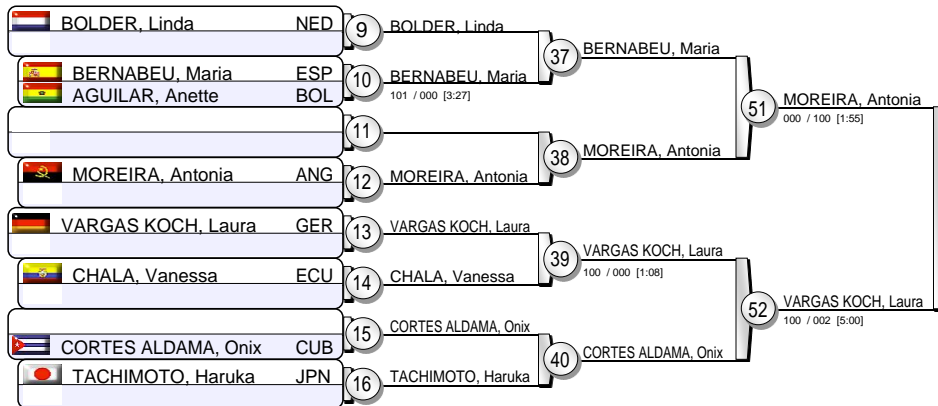 BOLDER, Linda NED
9 BOLDER, Linda
37 BERNABEU, Maria
BERNABEU, Maria ESP
AGUILAR, Anette BOL
10 BERNABEU, Maria
101 / 000 [3:27]
51 MOREIRA, Antonia
000 / 100 [1:55]
11
38 MOREIRA, Antonia
MOREIRA, Antonia ANG
12 MOREIRA, Antonia
VARGAS KOCH, Laura GER
13 VARGAS KOCH, Laura
39 VARGAS KOCH, Laura
100 / 000 [1:08]
CHALA, Vanessa ECU
14 CHALA, Vanessa
52 VARGAS KOCH, Laura
100 / 002 [5:00]
15 CORTES ALDAMA, Onix
CORTES ALDAMA, Onix CUB
40 CORTES ALDAMA, Onix
TACHIMOTO, Haruka JPN
16 TACHIMOTO, Haruka